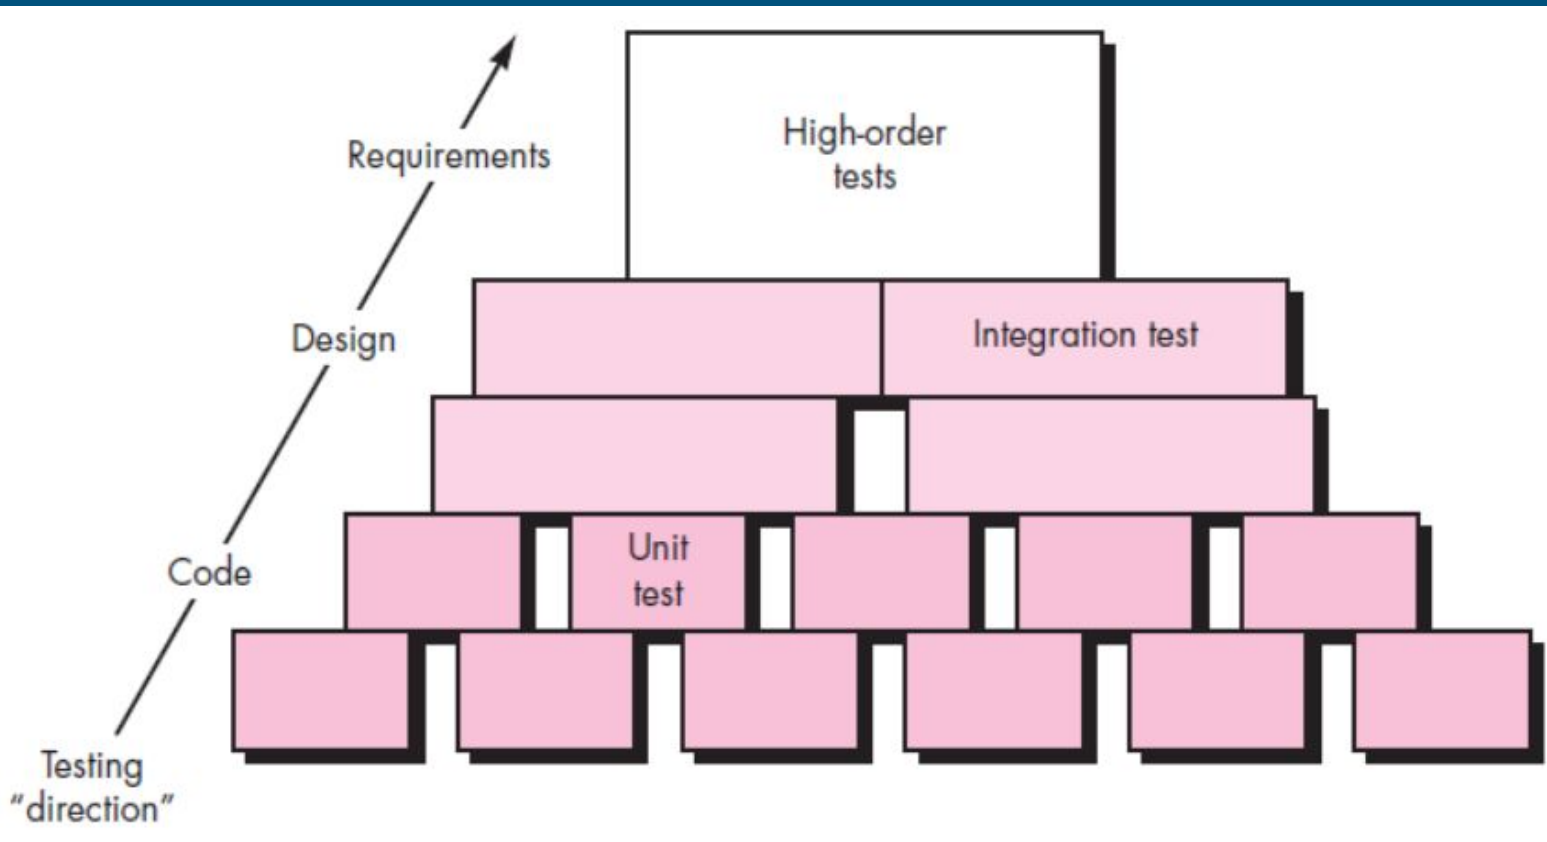 High-order
tests
Requirements
Integration test
Design
Unit
test
Code
Testing
“direction”